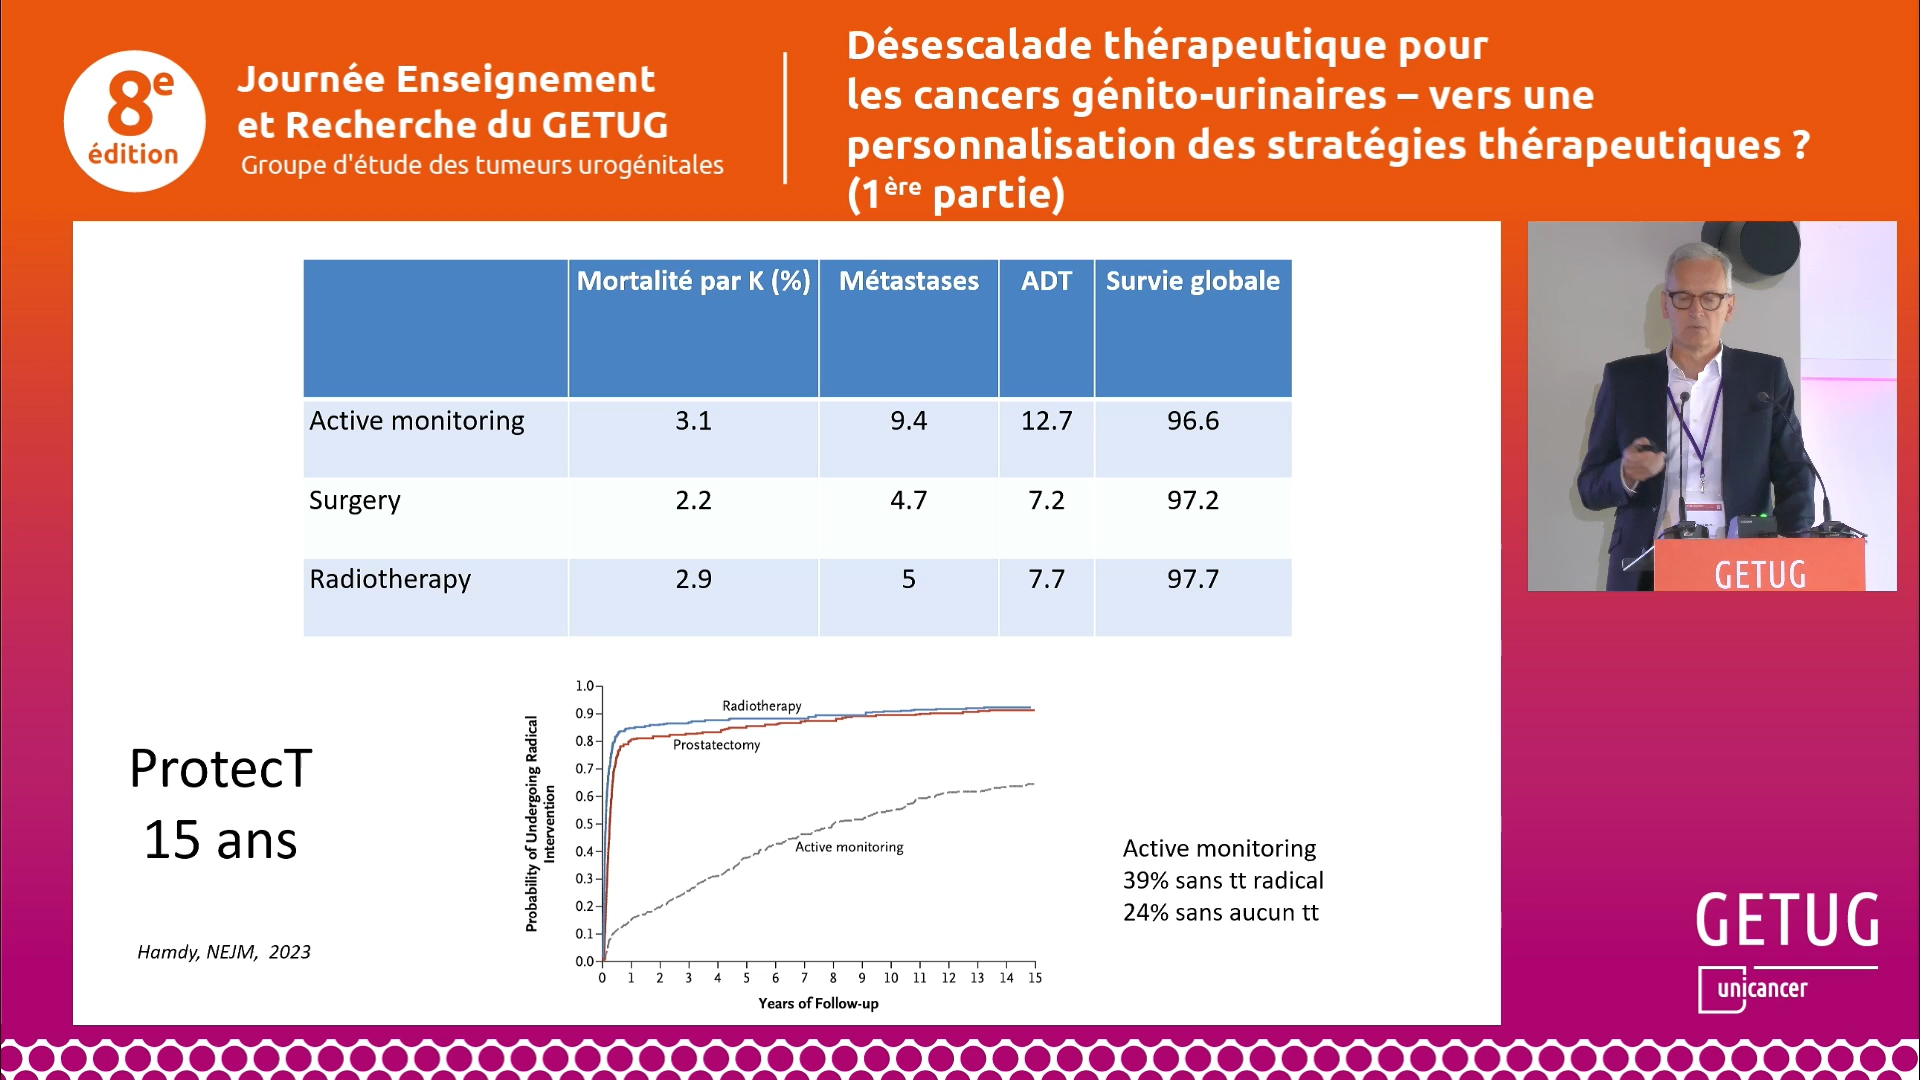 8e
édition
Journée Enseignement
et Recherche du GETUG
Groupe d'étude des tumeurs urogénitales
Désescalade thérapeutique pour
les cancers génito-urinaires – vers une
personnalisation des stratégies thérapeutiques ?
(1ère partie)
Mortalité par K (%) Métastases ADT Survie globale
Active monitoring 3.1 9.4 12.7 96.6
Surgery 2.2 4.7 7.2 97.2
Radiotherapy 2.9 5 7.7 97.7
ProtecT
15 ans
Hamdy, NEJM, 2023
Probability of Undergoing Radical
Intervention
1.0
0.9
0.8
0.7
0.6
0.5
0.4
0.3
0.2
0.1
0.0
Radiotherapy
Prostatectomy
Active monitoring
0 1 2 3 4 5 6 7 8 9 10 11 12 13 14 15
Years of Follow-up
Active monitoring
39% sans tt radical
24% sans aucun tt
GETUG
GETUG
unicancer